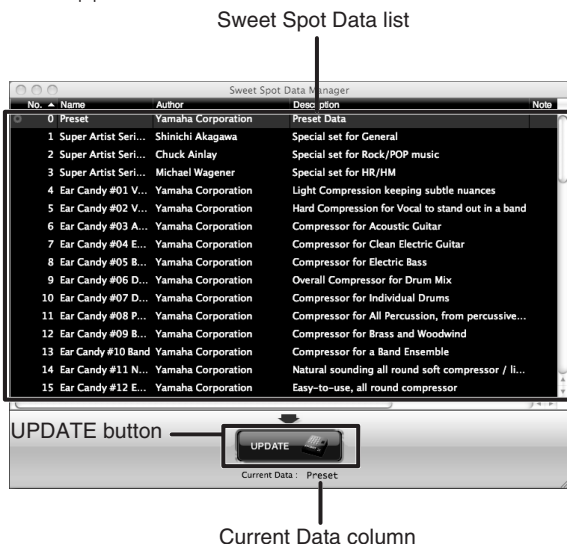 Sweet Spot Data list
Sweet Spot Data Manager
No. Name Author Description Note
0 Preset Yamaha Corporation Preset Data
1 Super Artist Seri... Shinichi Akagawa Special set for General
2 Super Artist Seri... Chuck Ainlay Special set for Rock/POP music
3 Super Artist Seri... Michael Wagener Special set for HR/HM
4 Ear Candy #01 V... Yamaha Corporation Light Compression keeping subtle nuances
5 Ear Candy #02 V... Yamaha Corporation Hard Compression for Vocal to stand out in a band
6 Ear Candy #03 A... Yamaha Corporation Compressor for Acoustic Guitar
7 Ear Candy #04 E... Yamaha Corporation Compressor for Clean Electric Guitar
8 Ear Candy #05 B... Yamaha Corporation Compressor for Electric Bass
9 Ear Candy #06 D... Yamaha Corporation Overall Compressor for Drum Mix
10 Ear Candy #07 D... Yamaha Corporation Compressor for Individual Drums
11 Ear Candy #08 P... Yamaha Corporation Compressor for All Percussion, from percussive...
12 Ear Candy #09 B... Yamaha Corporation Compressor for Brass and Woodwind
13 Ear Candy #10 Band Yamaha Corporation Compressor for a Band Ensemble
14 Ear Candy #11 N... Yamaha Corporation Natural sounding all round soft compressor / li...
15 Ear Candy #12 E... Yamaha Corporation Easy-to-use, all round compressor
UPDATE button
UPDATE
Current Data : Preset
Current Data column